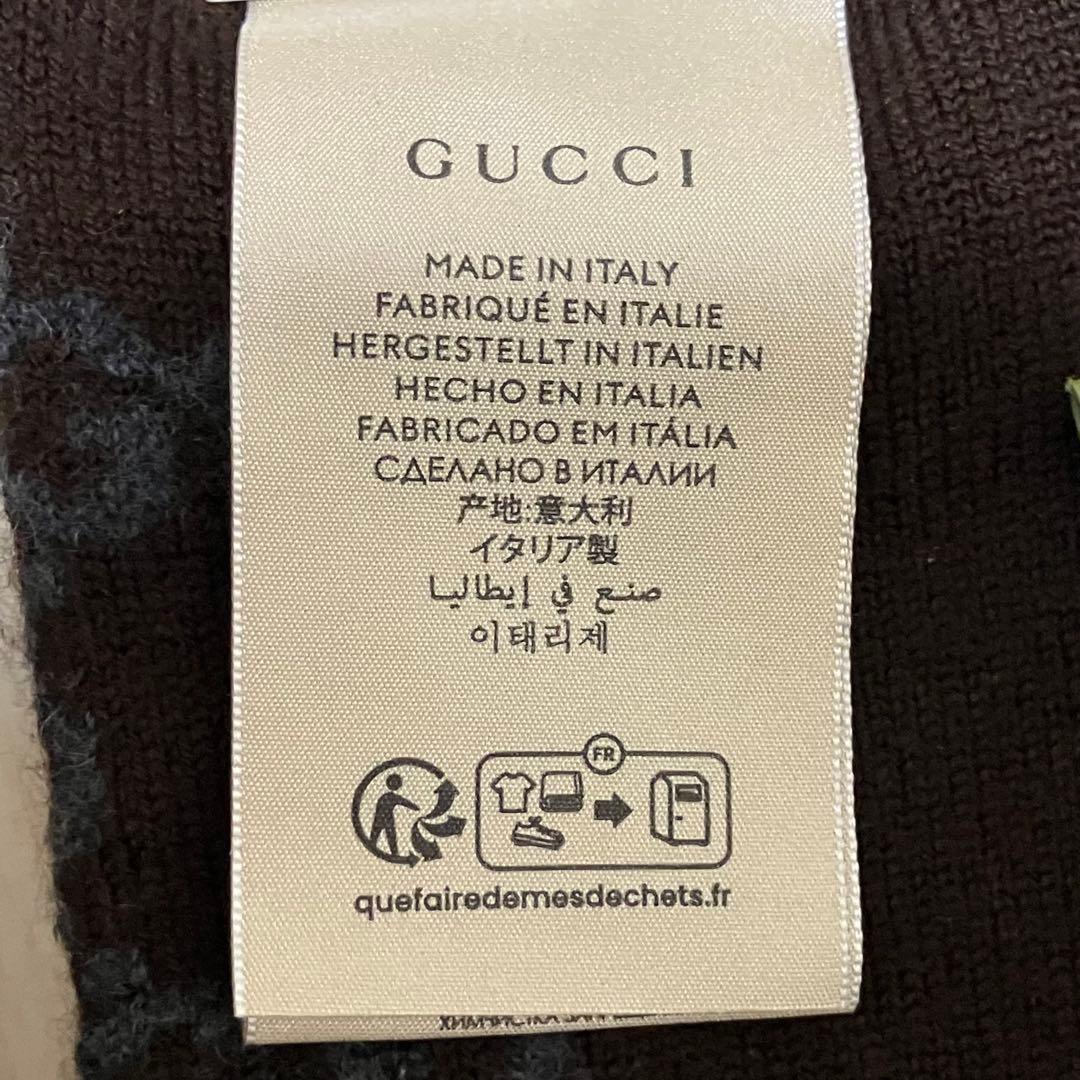 GUCCI
MADE IN ITALY
FABRIQUÉ EN ITALIE
HERGESTELLT IN ITALIEN
HECHO EN ITALIA
FABRICADO EM ITÁLIA
СДЕЛАНО В ИТАЛИИ
产地:意大利
イタリア製
صنع في إيطاليا
이태리제
FR
quefairedemesdechets.fr